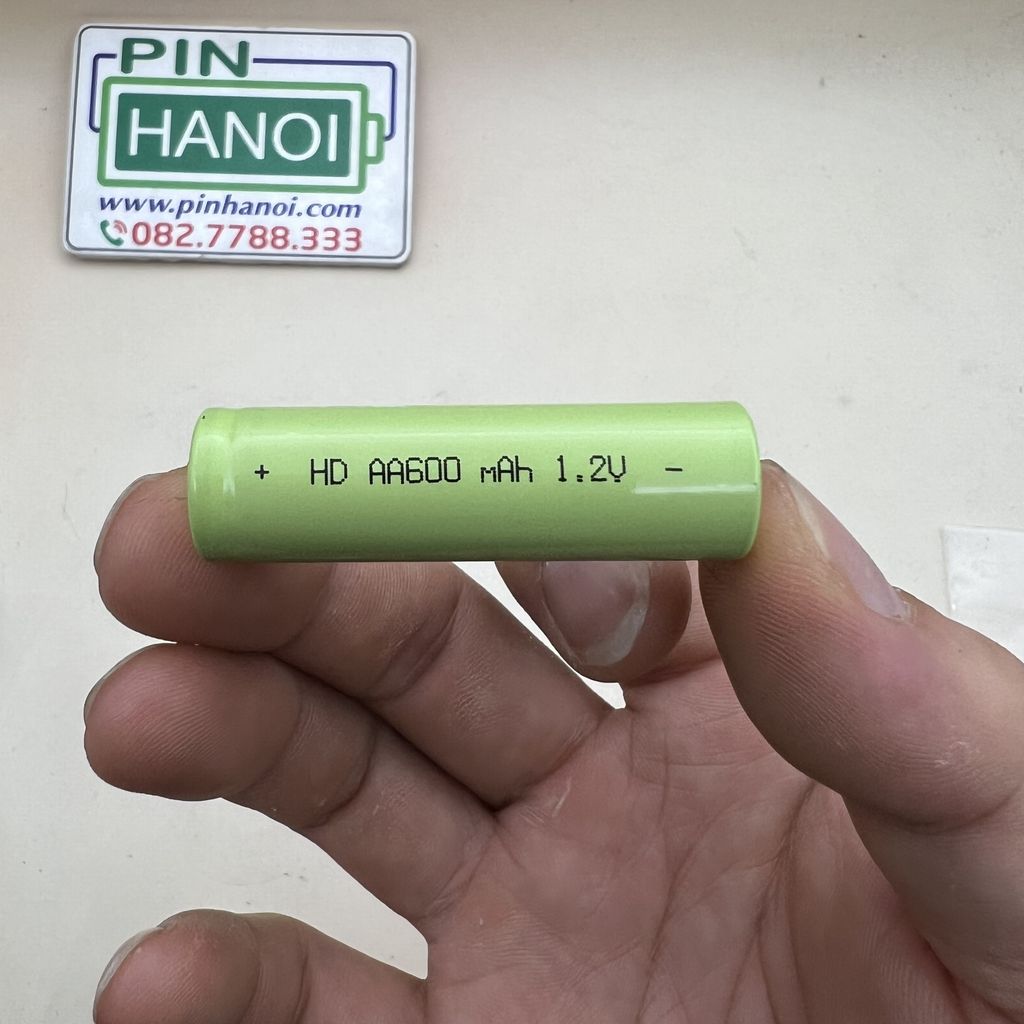 PIN
HANOI
www.pinhanoi.com
082.7788.333
+ HD AA600 mAh 1.2V -